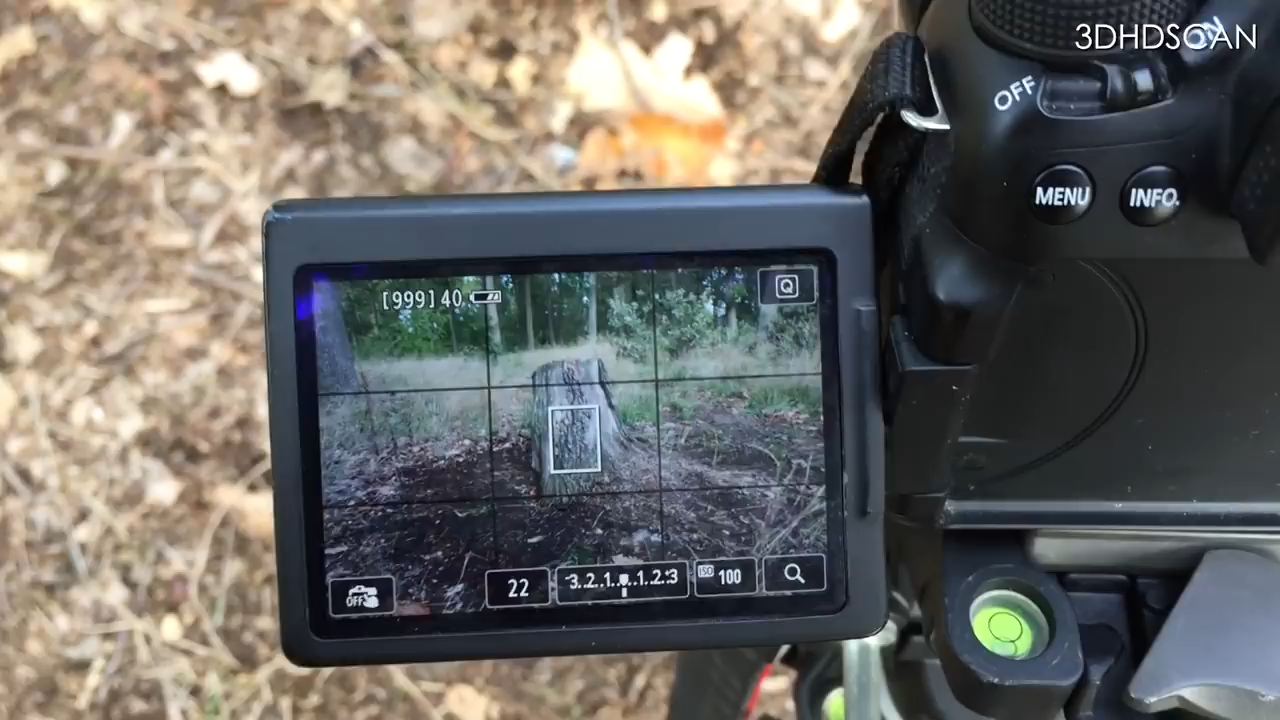 3DHDSCAN
OFF
MENU
INFO.
[999] 40
Q
OFF
22
-3..2..1..0..1..2..:3
ISO 100